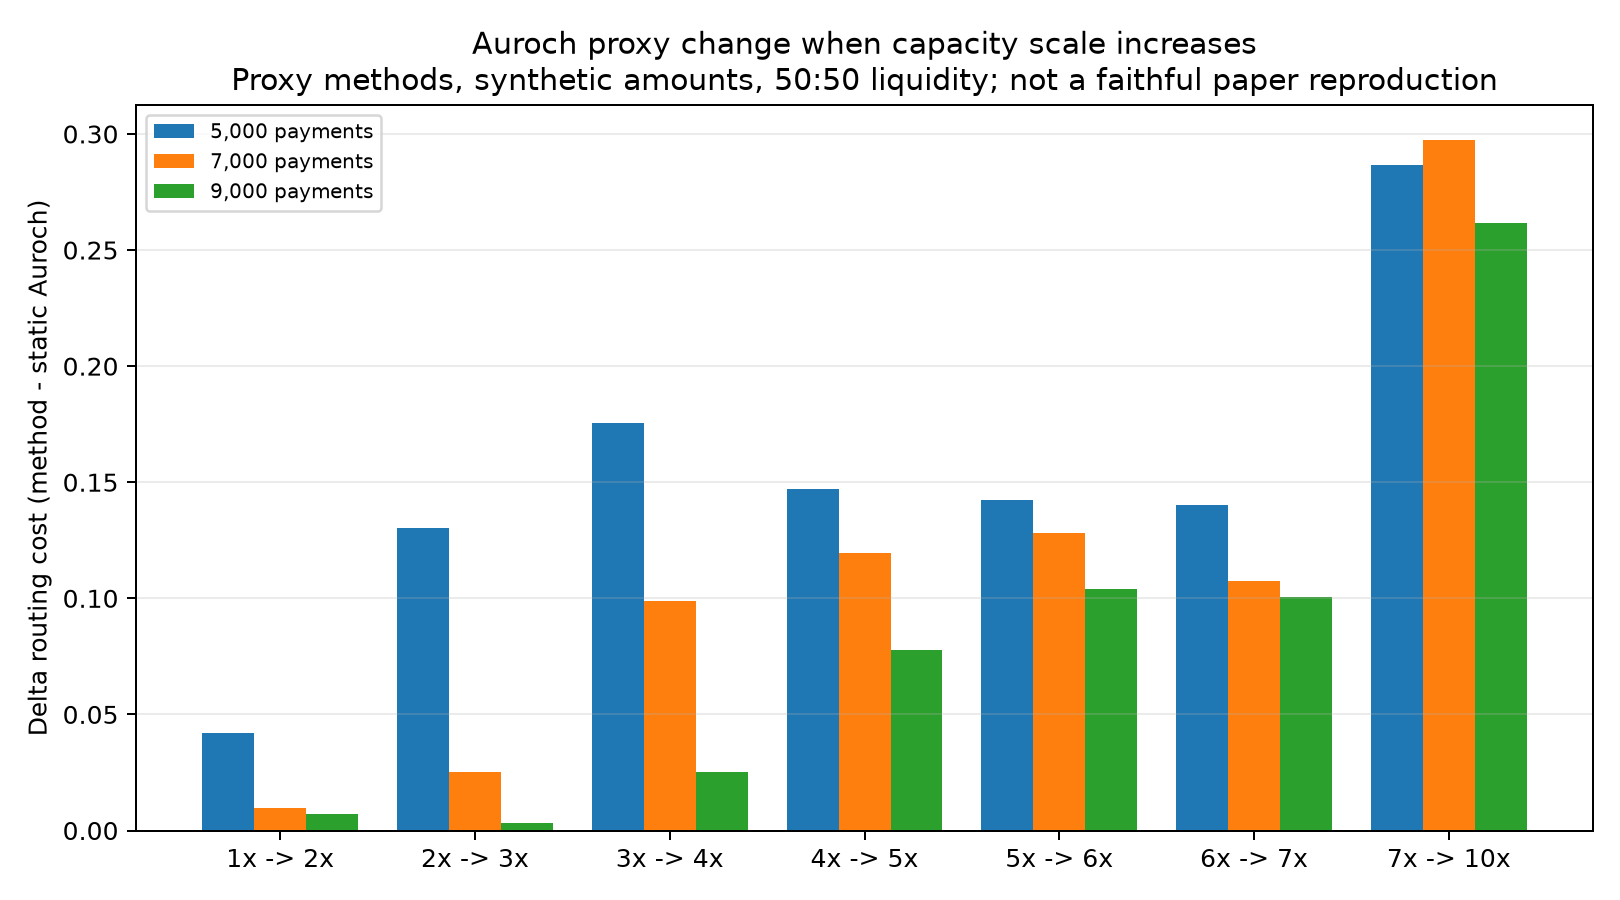 Auroch proxy change when capacity scale increases
Proxy methods, synthetic amounts, 50:50 liquidity; not a faithful paper reproduction
5,000 payments
7,000 payments
9,000 payments
Delta routing cost (method - static Auroch)
0.30
0.25
0.20
0.15
0.10
0.05
0.00
1x -> 2x
2x -> 3x
3x -> 4x
4x -> 5x
5x -> 6x
6x -> 7x
7x -> 10x